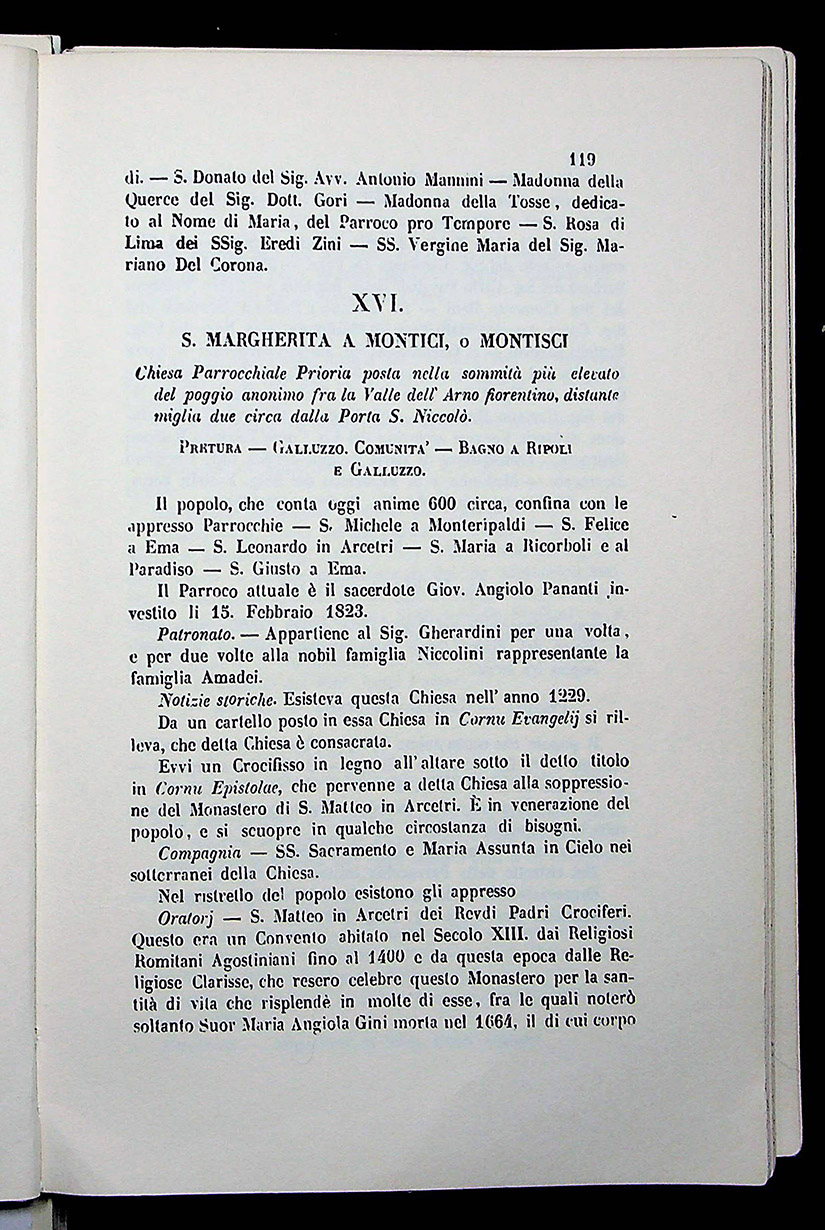 119
di. — S. Donato del Sig. Avv. Antonio Mannini — Madonna della
Querce del Sig. Dott. Gori — Madonna della Tosse, dedica-
to al Nome di Maria, del Parroco pro Tempore — S. Rosa di
Lima dei SSig. Eredi Zini — SS. Vergine Maria del Sig. Ma-
riano Del Corona.
XVI.
S. MARGHERITA A MONTICI, o MONTISCI
Chiesa Parrocchiale Prioria posta nella sommità più elevato
del poggio anonimo fra la Valle dell' Arno fiorentino, distante
miglia due circa dalla Porta S. Niccolò.
PRETURA — GALLUZZO. COMUNITA' — BAGNO A RIPOLI
E GALLUZZO.
Il popolo, che conta oggi anime 600 circa, confina con le
appresso Parrocchie — S. Michele a Monteripaldi — S. Felice
a Ema — S. Leonardo in Arcetri — S. Maria a Ricorboli e al
Paradiso — S. Giusto a Ema.
Il Parroco attuale è il sacerdote Giov. Angiolo Pananti in-
vestito li 15. Febbraio 1823.
Patronato. — Appartiene al Sig. Gherardini per una volta,
e per due volte alla nobil famiglia Niccolini rappresentante la
famiglia Amadei.
Notizie storiche. Esisteva questa Chiesa nell' anno 1229.
Da un cartello posto in essa Chiesa in Cornu Evangelij si ril-
leva, che detta Chiesa è consacrata.
Evvi un Crocifisso in legno all' altare sotto il detto titolo
in Cornu Epistolae, che pervenne a detta Chiesa alla soppressio-
ne del Monastero di S. Matteo in Arcetri. È in venerazione del
popolo, e si scuopre in qualche circostanza di bisogni.
Compagnia — SS. Sacramento e Maria Assunta in Cielo nei
sotterranei della Chiesa.
Nel ristretto del popolo esistono gli appresso
Oratorj — S. Matteo in Arcetri dei Revdi Padri Crociferi.
Questo era un Convento abitato nel Secolo XIII. dai Religiosi
Romitani Agostiniani fino al 1400 e da questa epoca dalle Re-
ligiose Clarisse, che resero celebre questo Monastero per la san-
tità di vita che risplendè in molte di esse, fra le quali noterò
soltanto Suor Maria Angiola Gini morta nel 1664, il di cui corpo